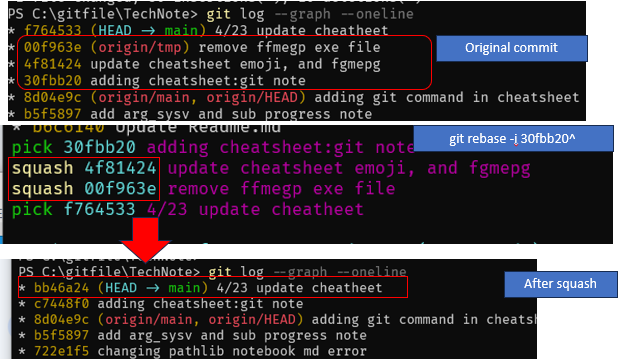 PS C:\gitfile\TechNote> git log --graph --oneline
* f764533 (HEAD → main) 4/23 update cheatheet
* 00f963e (origin/tmp) remove ffmegp exe file
* 4f81424 update cheatsheet emoji, and fgmepg
* 30fbb20 adding cheatsheet:git note
* 8d04e9c (origin/main, origin/HEAD) adding git command in cheatsheet
* b5f5897 add arg_sysv and sub progress note
Original commit
* b6c6140 Update Readme.md
git rebase -i 30fbb20^
pick 30fbb20 adding cheatsheet:git note
squash 4f81424 update cheatsheet emoji, and fgmepg
squash 00f963e remove ffmegp exe file
pick f764533 4/23 update cheatheet
PS C:\gitfile\TechNote> git log --graph --oneline
* bb46a24 (HEAD → main) 4/23 update cheatheet
* c7448f0 adding cheatsheet:git note
* 8d04e9c (origin/main, origin/HEAD) adding git command in cheatsh
* b5f5897 add arg_sysv and sub progress note
* 722e1f5 changing pathlib notebook md error
After squash